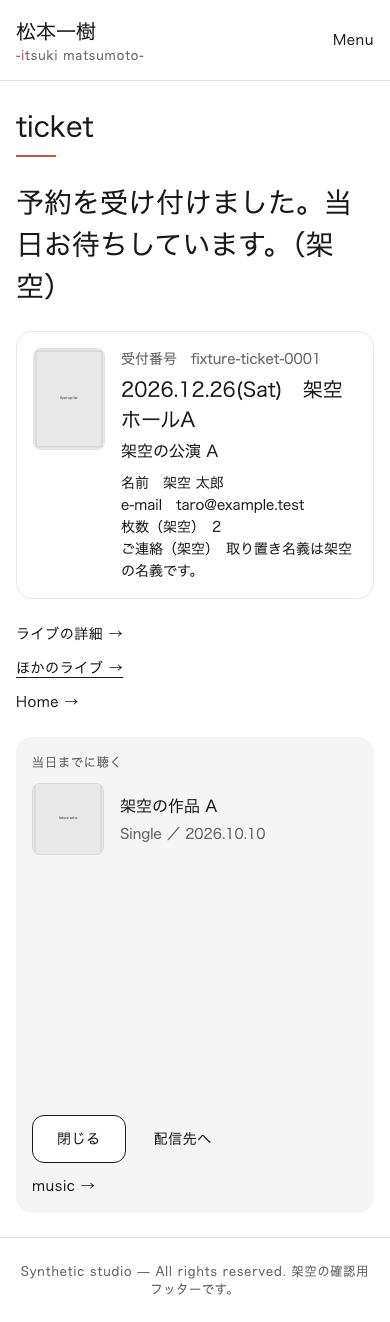 松本一樹
-itsuki matsumoto-
Menu
ticket
予約を受け付けました。当
日お待ちしています。（架
空）
受付番号　fixture-ticket-0001
2026.12.26(Sat)　架空
ホールA
架空の公演 A
名前　架空 太郎
e-mail　taro@example.test
枚数（架空）　2
ご連絡（架空）　取り置き名義は架空
の名義です。
ライブの詳細 →
ほかのライブ →
Home →
当日までに聴く
架空の作品 A
Single ／ 2026.10.10
閉じる
配信先へ
music →
Synthetic studio — All rights reserved. 架空の確認用
フッターです。